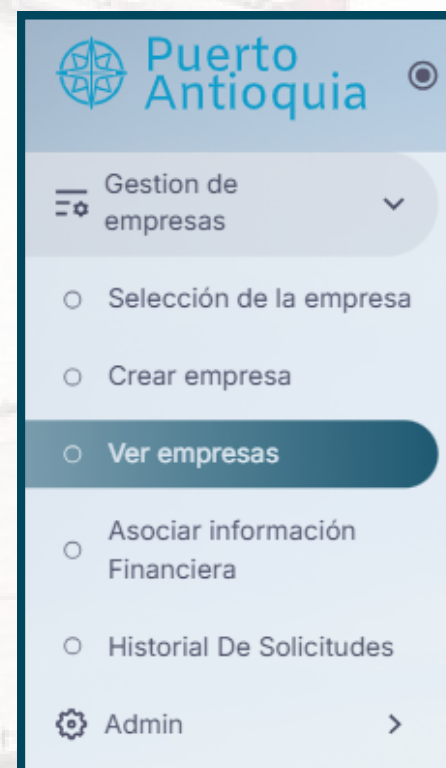 Puerto
Antioquia
Gestion de
empresas
Selección de la empresa
Crear empresa
Ver empresas
Asociar información
Financiera
Historial De Solicitudes
Admin